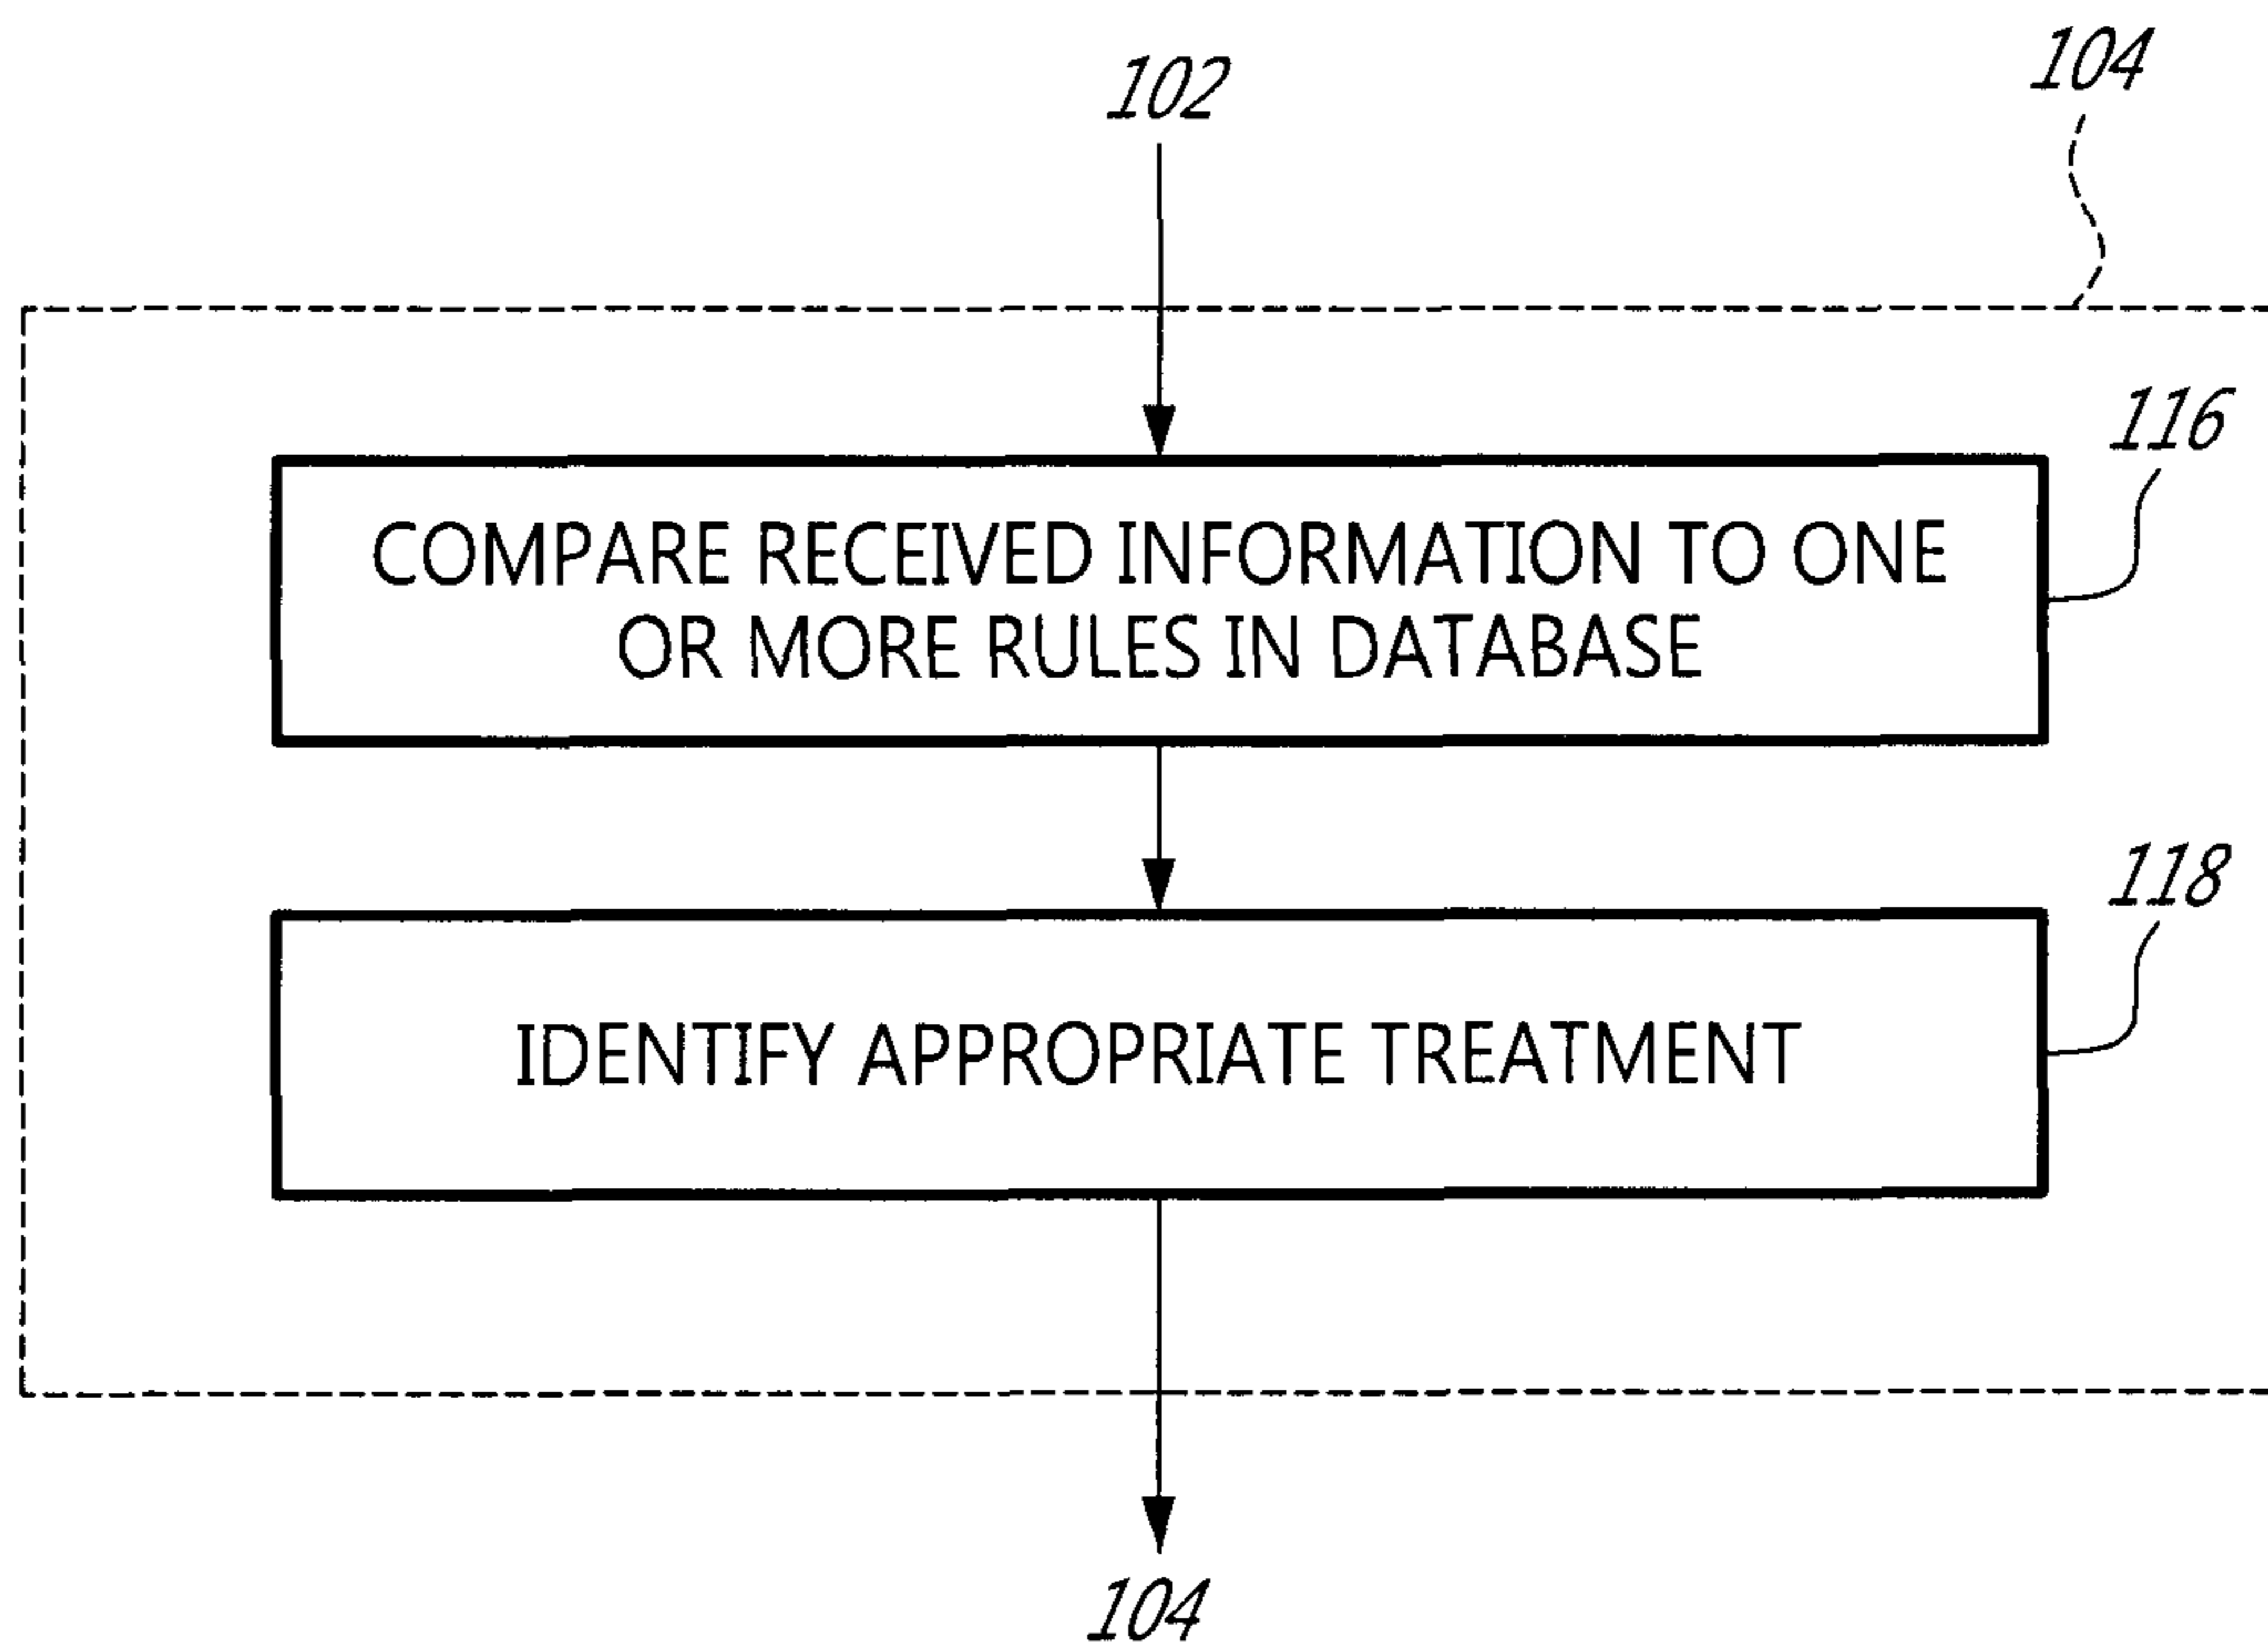 102
104
116
COMPARE RECEIVED INFORMATION TO ONE
OR MORE RULES IN DATABASE
118
IDENTIFY APPROPRIATE TREATMENT
104